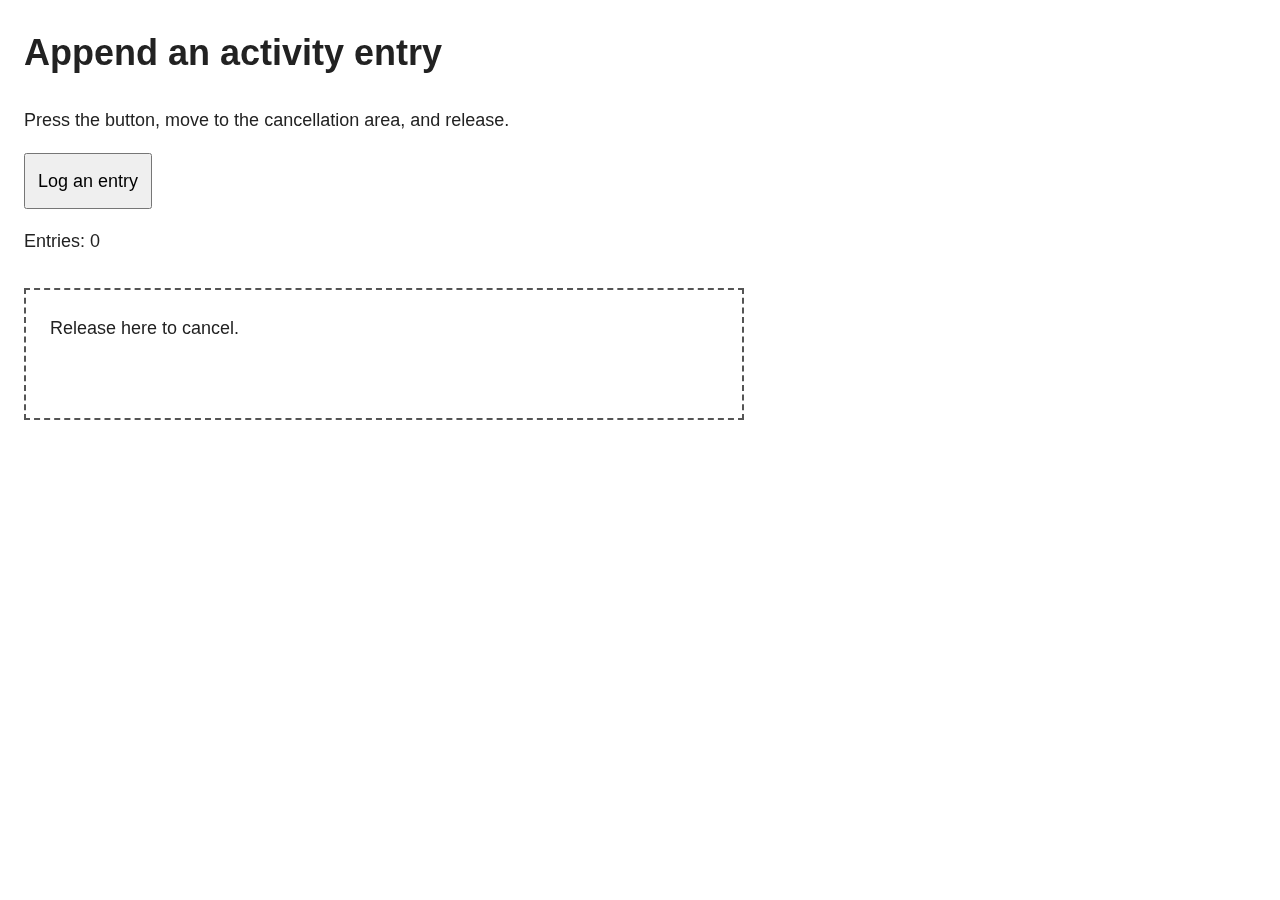 Append an activity entry
Press the button, move to the cancellation area, and release.
Log an entry
Entries: 0
Release here to cancel.